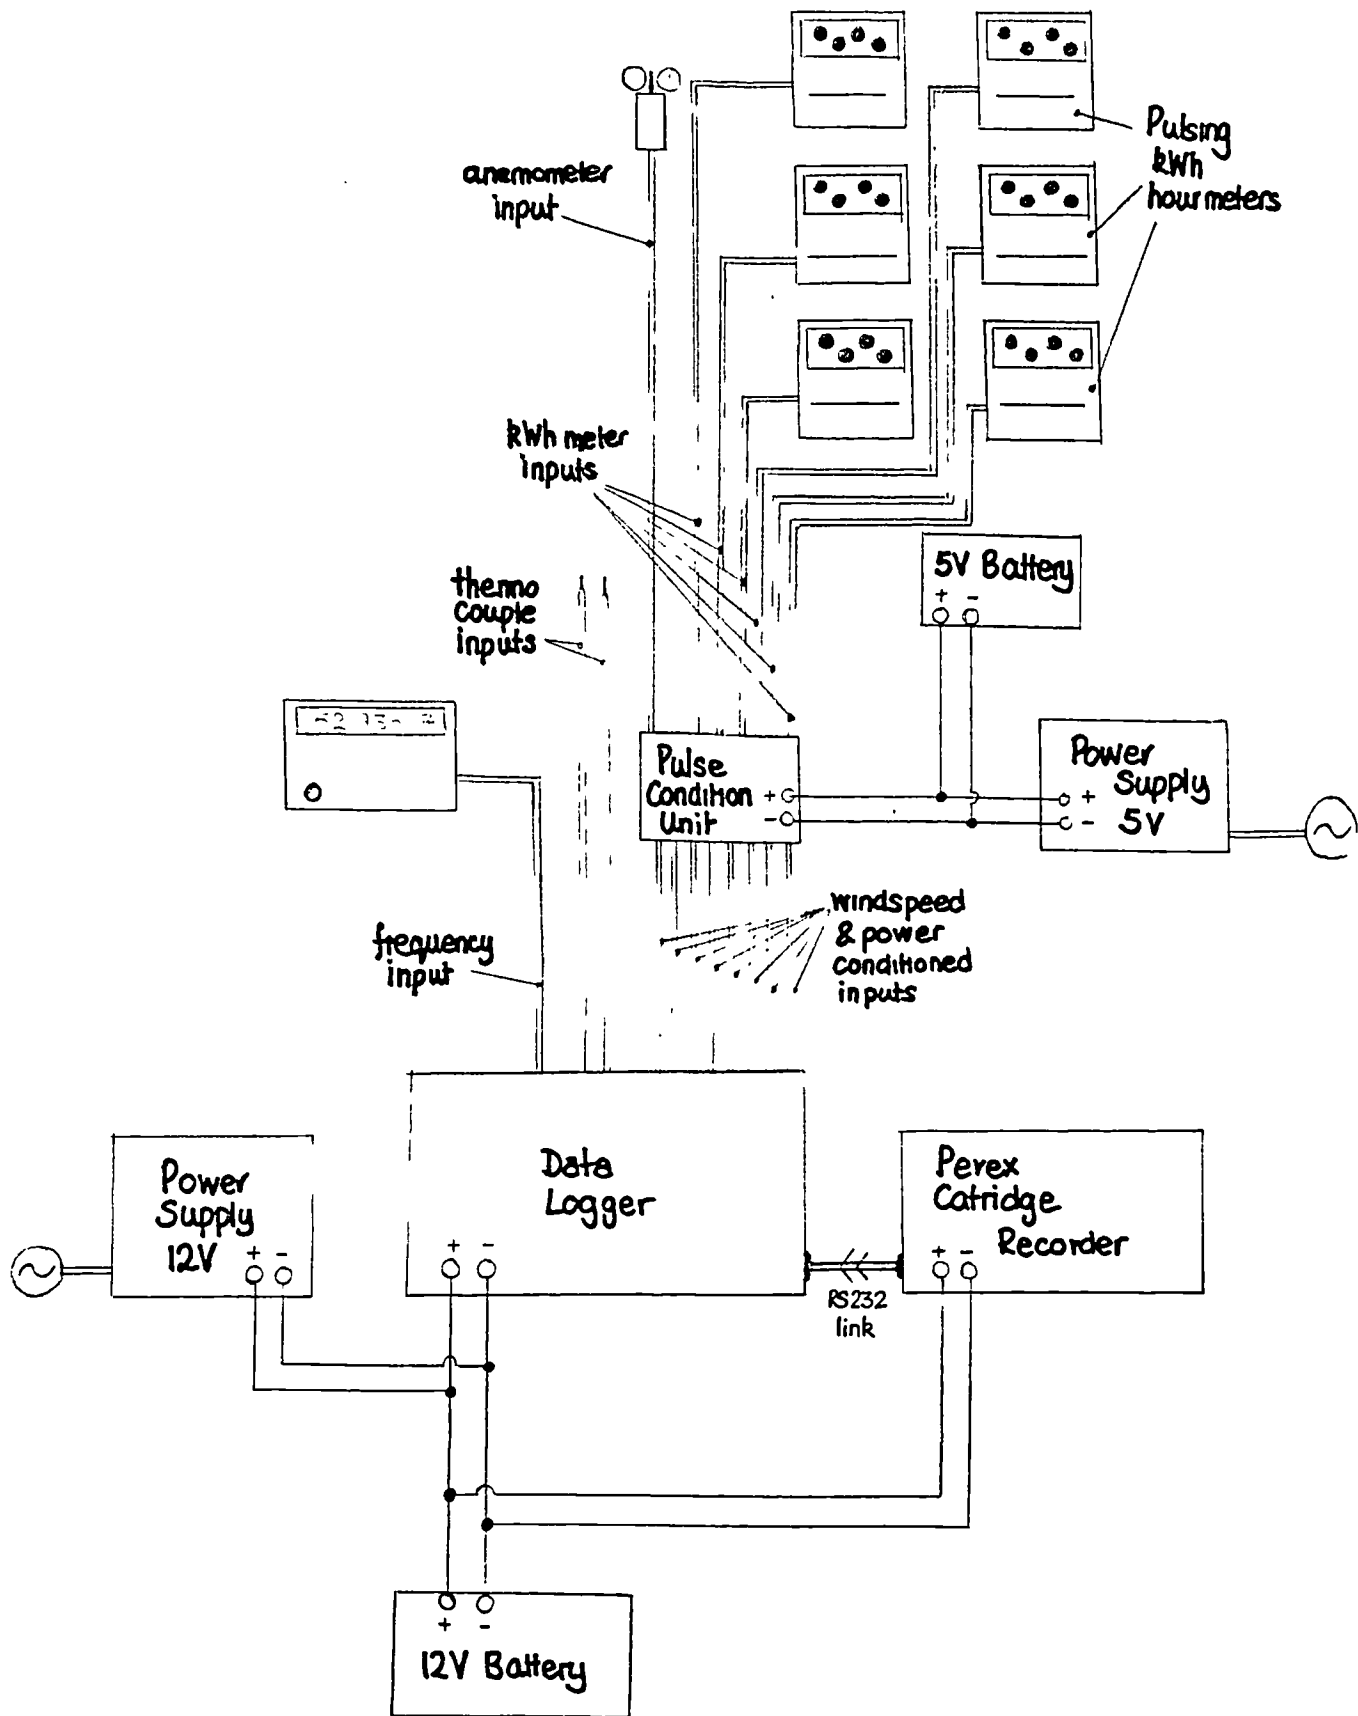 Pulsing
kWh
hour meters
anemometer
input
kWh meter
inputs
5V Battery
+ -
thermo
couple
inputs
Pulse
Condition
Unit
+
-
Power
Supply
5V
+
-
windspeed
& power
conditioned
inputs
frequency
input
Data
Logger
+ -
Power
Supply
12V
+ -
Perex
Catridge
Recorder
+ -
RS232
link
+ -
12V Battery